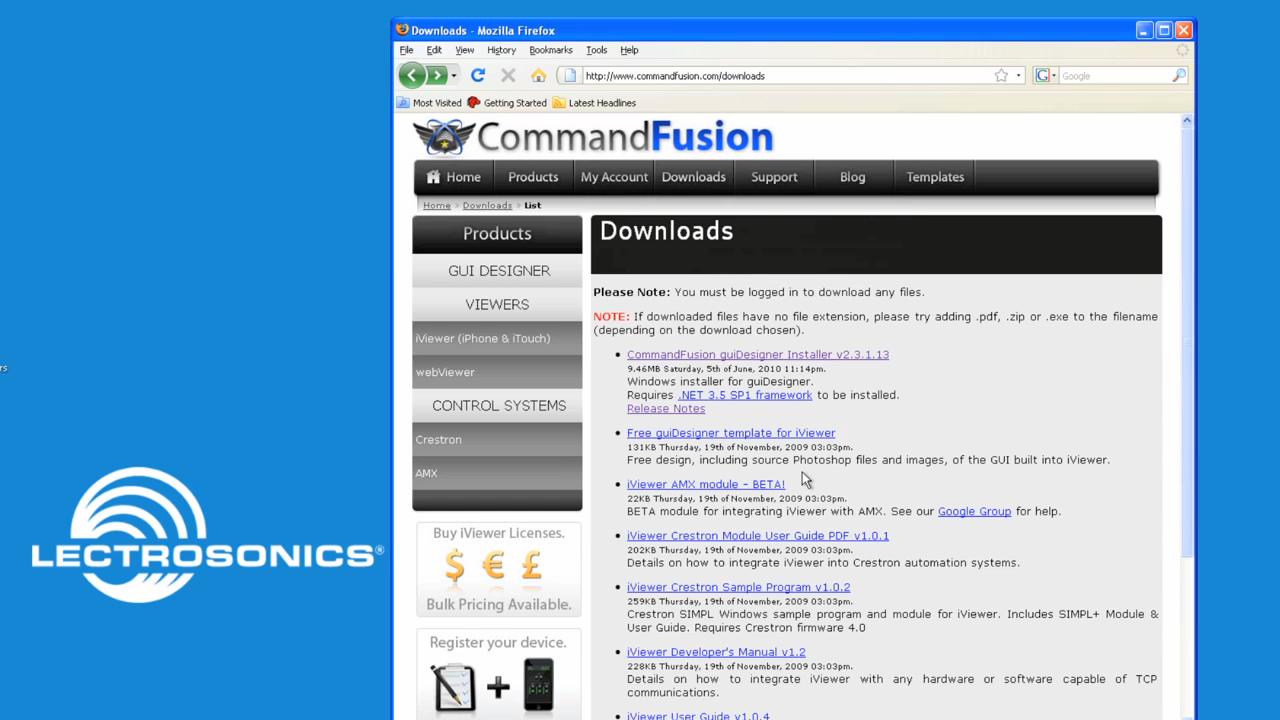 Downloads - Mozilla Firefox
File Edit View History Bookmarks Tools Help
http://www.commandfusion.com/downloads
Google
Most Visited Getting Started Latest Headlines
CommandFusion
Home Products My Account Downloads Support Blog Templates
Home > Downloads > List
Products
GUI DESIGNER
VIEWERS
iViewer (iPhone & iTouch)
webViewer
CONTROL SYSTEMS
Crestron
AMX
Buy iViewer Licenses.
$ € £
Bulk Pricing Available.
Register your device.
Downloads
Please Note: You must be logged in to download any files.
NOTE: If downloaded files have no file extension, please try adding .pdf, .zip or .exe to the filename
(depending on the download chosen).
• CommandFusion guiDesigner Installer v2.3.1.13
9.46MB Saturday, 5th of June, 2010 11:14pm.
Windows installer for guiDesigner.
Requires .NET 3.5 SP1 framework to be installed.
Release Notes
• Free guiDesigner template for iViewer
131KB Thursday, 19th of November, 2009 03:03pm.
Free design, including source Photoshop files and images, of the GUI built into iViewer.
• iViewer AMX module - BETA!
22KB Thursday, 19th of November, 2009 03:03pm.
BETA module for integrating iViewer with AMX. See our Google Group for help.
• iViewer Crestron Module User Guide PDF v1.0.1
202KB Thursday, 19th of November, 2009 03:03pm.
Details on how to integrate iViewer into Crestron automation systems.
• iViewer Crestron Sample Program v1.0.2
259KB Thursday, 19th of November, 2009 03:03pm.
Crestron SIMPL Windows sample program and module for iViewer. Includes SIMPL+ Module &
User Guide. Requires Crestron firmware 4.0
• iViewer Developer's Manual v1.2
228KB Thursday, 19th of November, 2009 03:03pm.
Details on how to integrate iViewer with any hardware or software capable of TCP
communications.
• iViewer User Guide v1.0.4
rs
LECTROSONICS®